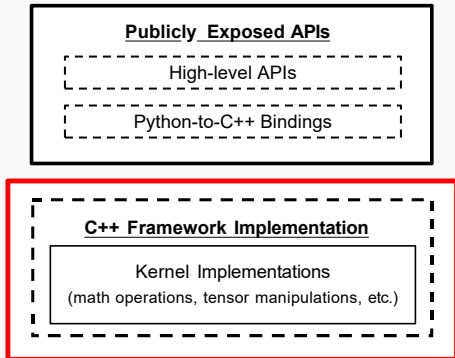 Publicly Exposed APIs
High-level APIs
Python-to-C++ Bindings
C++ Framework Implementation
Kernel Implementations
(math operations, tensor manipulations, etc.)